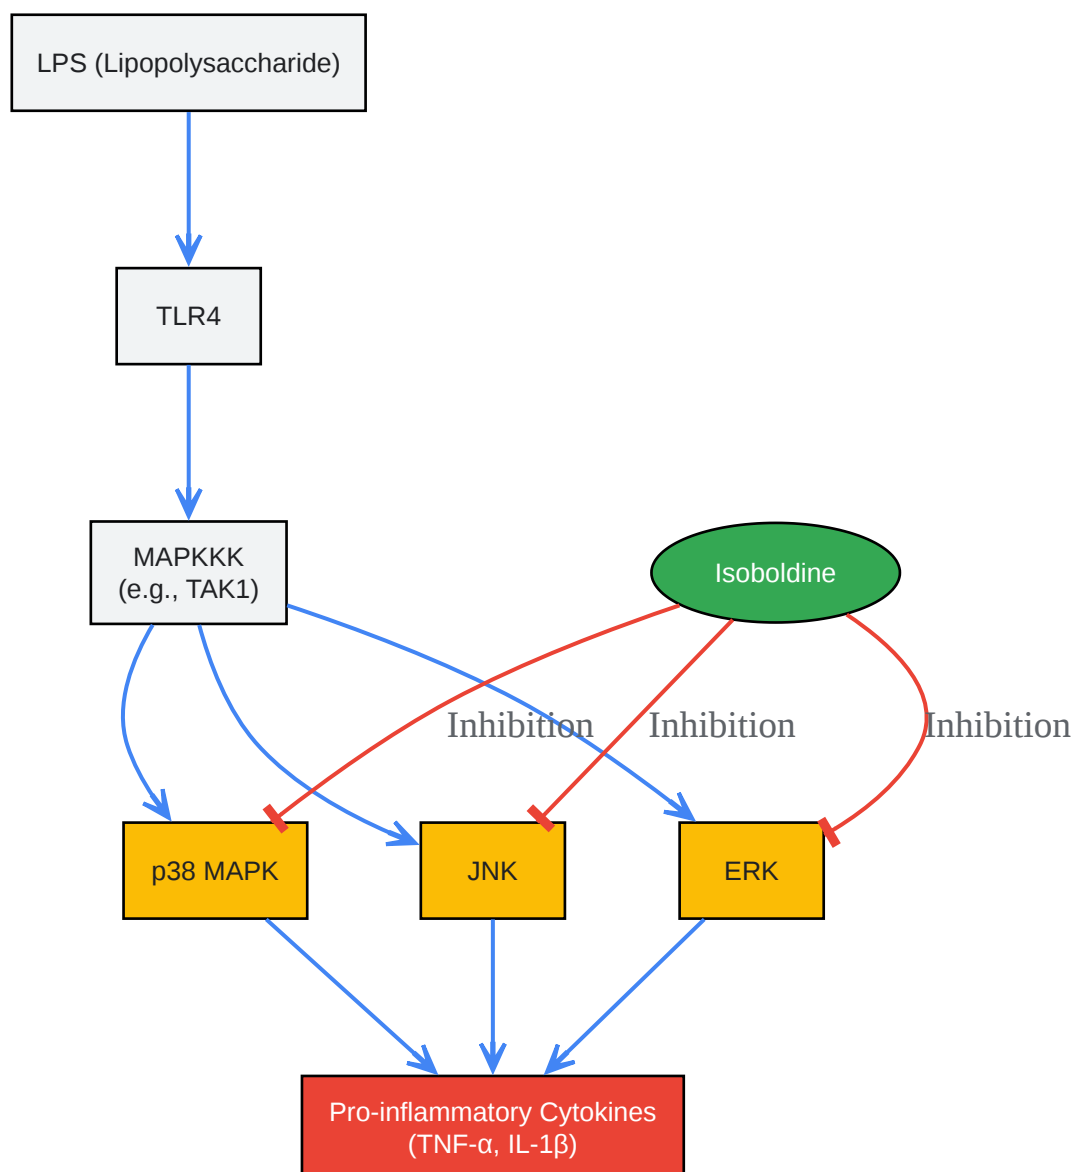 LPS (Lipopolysaccharide)
TLR4
MAPKKK
(e.g., TAK1)
Isoboldine
Inhibition
Inhibition
Inhibition
p38 MAPK
JNK
ERK
Pro-inflammatory Cytokines
(TNF-α, IL-1β)